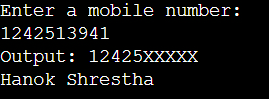 Enter a mobile number:
1242513941
Output: 12425XXXXX
Hanok Shrestha